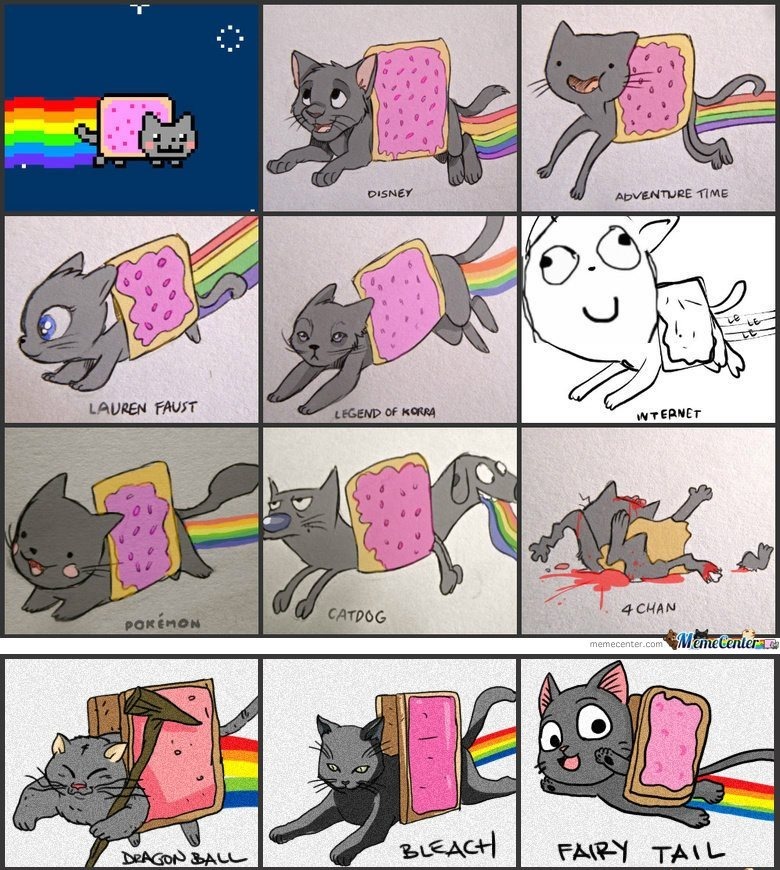 DISNEY
ADVENTURE TIME
LAUREN FAUST
LEGEND OF KORRA
LE LE
LE
INTERNET
POKÉMON
CATDOG
4 CHAN
memecenter.com MemeCenter
DRAGON BALL
BLEACH
FAIRY TAIL